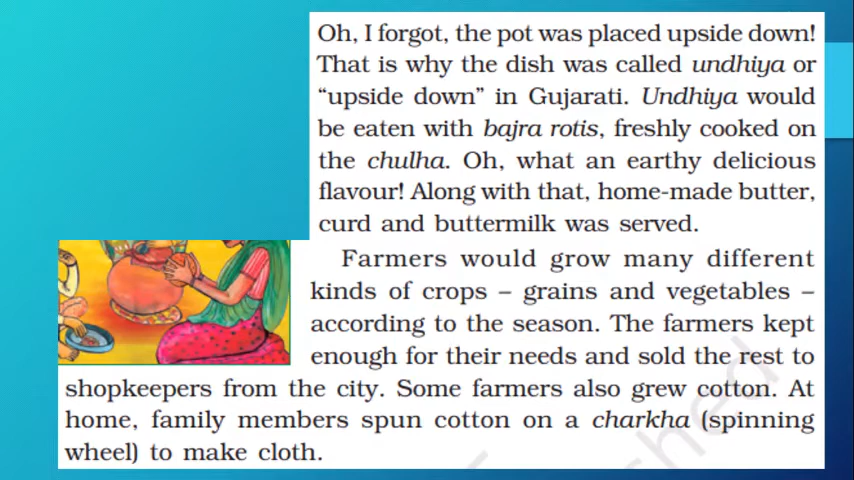 Oh, I forgot, the pot was placed upside down!
That is why the dish was called undhiya or
“upside down” in Gujarati. Undhiya would
be eaten with bajra rotis, freshly cooked on
the chulha. Oh, what an earthy delicious
flavour! Along with that, home-made butter,
curd and buttermilk was served.
Farmers would grow many different
kinds of crops – grains and vegetables –
according to the season. The farmers kept
enough for their needs and sold the rest to
shopkeepers from the city. Some farmers also grew cotton. At
home, family members spun cotton on a charkha (spinning
wheel) to make cloth.